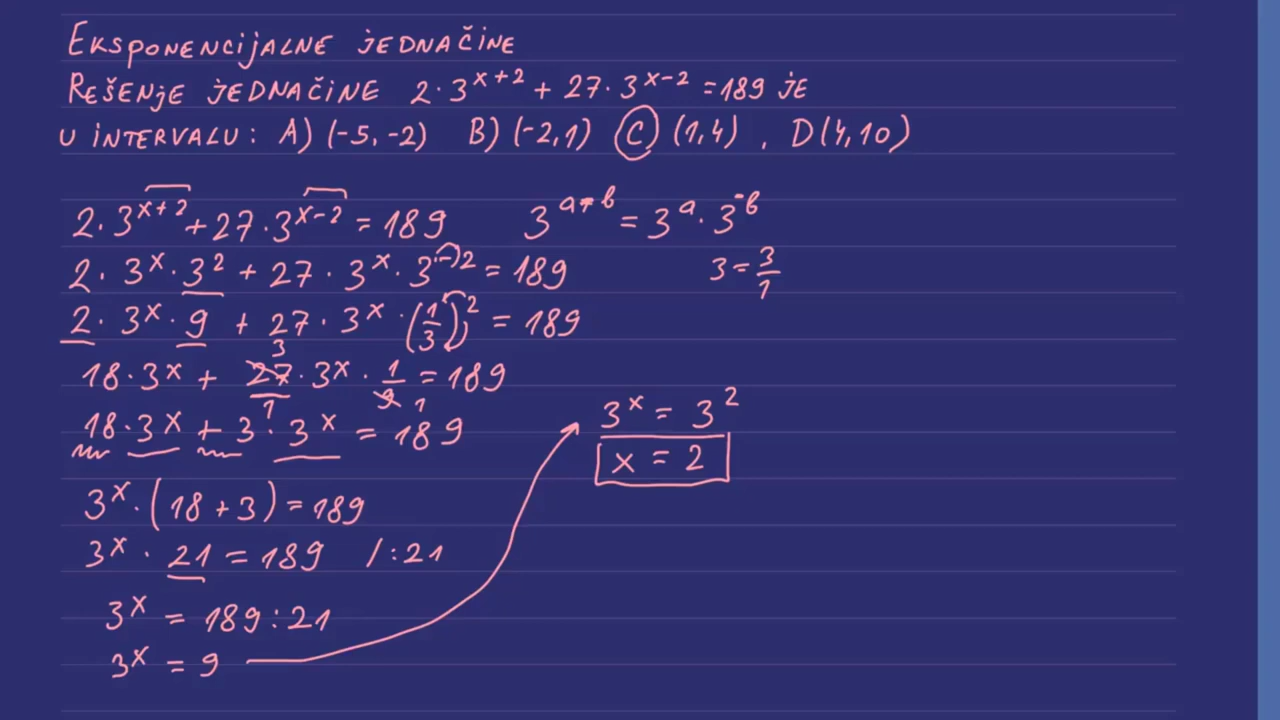 EKSPONENCIJALNE JEDNAČINE
REŠENJE JEDNAČINE 2·3^(x+2) + 27·3^(x-2) = 189 JE
U INTERVALU: A) (-5,-2) B) (-2,1) C) (1,4), D (4,10)
2·3^(x+2) + 27·3^(x-2) = 189
3^(a-b) = 3^a · 3^(-b)
2·3^x·3^2 + 27·3^x·3^((-)2) = 189
3 = 3/1
2·3^x·9 + 27·3^x·(1/3)^2 = 189
3
18·3^x + 27·3^x·1/9 = 189
1 1
18·3^x + 3·3^x = 189
3^x·(18+3) = 189
3^x·21 = 189 /:21
3^x = 189:21
3^x = 9
3^x = 3^2
x = 2